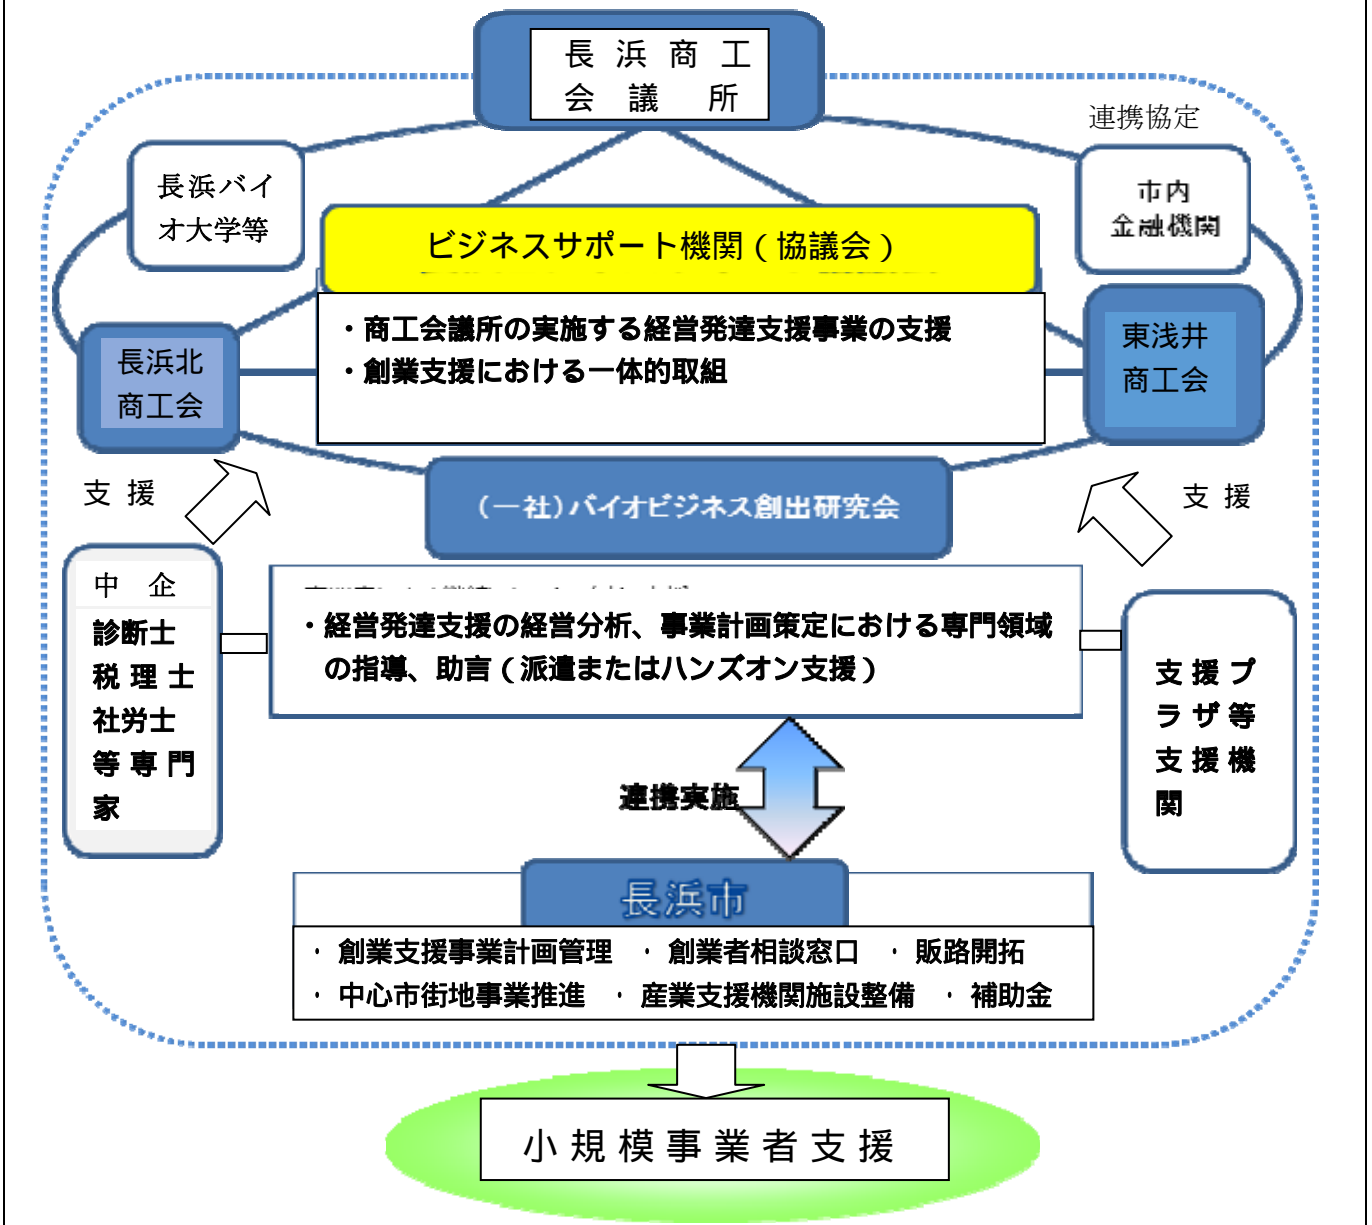 長浜商工
会議所
連携協定
長浜バイ
オ大学等
市内
金融機関
ビジネスサポート機関(協議会)
・商工会議所の実施する経営発達支援事業の支援
・創業支援における一体的取組
長浜北
商工会
東浅井
商工会
支援
支援
(一社)バイオビジネス創出研究会
中 企
診断士
税理士
社労士
等専門
家
・経営発達支援の経営分析、事業計画策定における専門領域
の指導、助言(派遣またはハンズオン支援)
支援プ
ラザ等
支援機
関
連携実施
長浜市
・創業支援事業計画管理 ・創業者相談窓口 ・販路開拓
・中心市街地事業推進 ・産業支援機関施設整備 ・補助金
小規模事業者支援